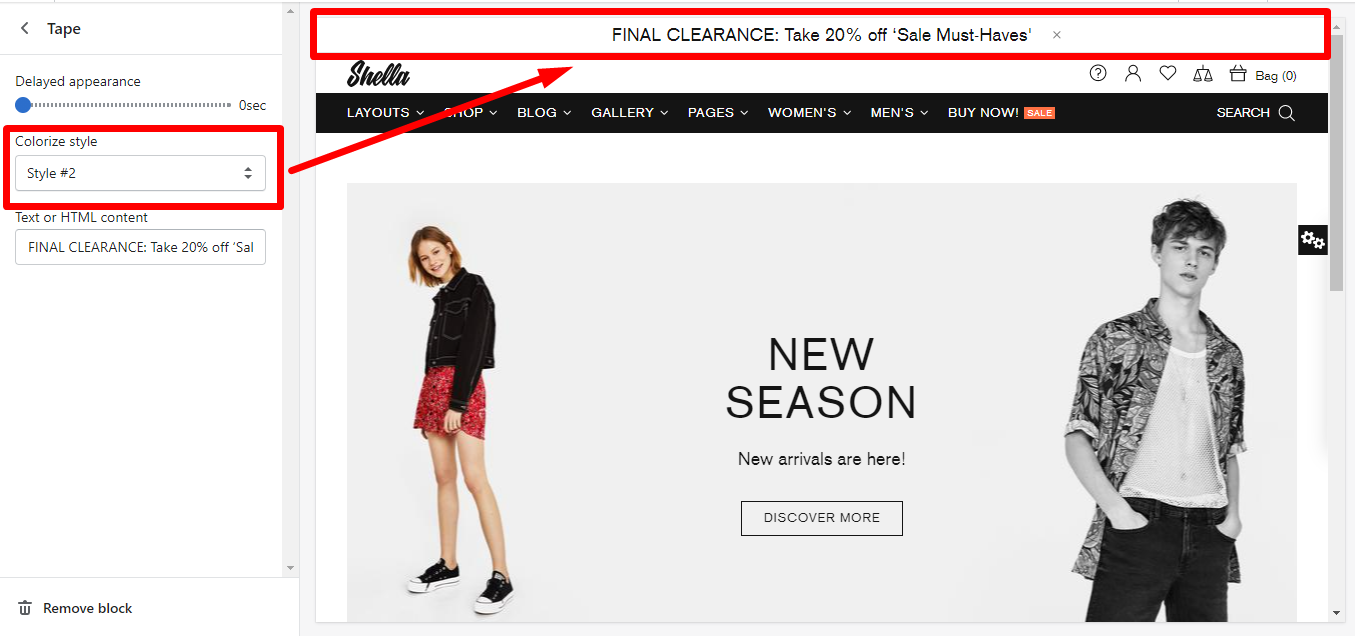 Tape
Delayed appearance
0sec
Colorize style
Style #2
Text or HTML content
FINAL CLEARANCE: Take 20% off ‘Sal
Remove block
FINAL CLEARANCE: Take 20% off ‘Sale Must-Haves' ×
Shella
Bag (0)
LAYOUTS SHOP BLOG GALLERY PAGES WOMEN'S MEN'S BUY NOW! SALE SEARCH
NEW
SEASON
New arrivals are here!
DISCOVER MORE